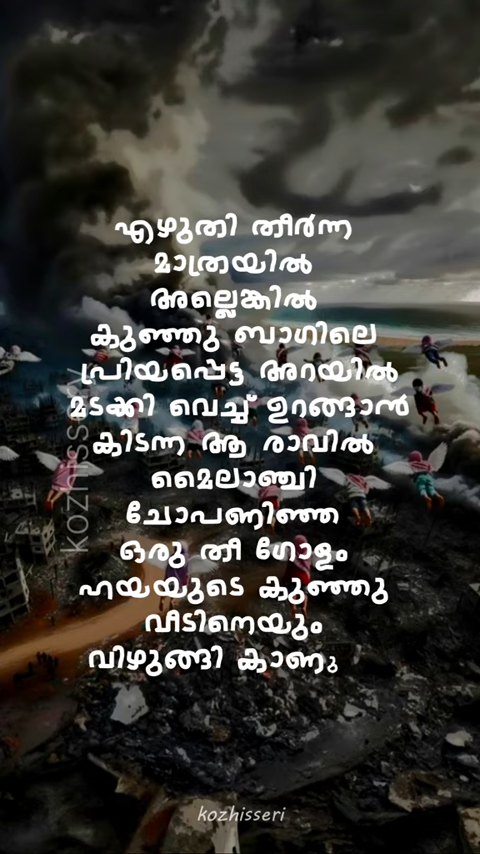 എഴുതി തീർന്ന
മാത്രയിൽ
അല്ലെങ്കിൽ
കുഞ്ഞു ബാഗിലെ
പ്രിയപ്പെട്ട അറയിൽ
മടക്കി വെച്ച് ഉറങ്ങാൻ
കിടന്ന ആ രാവിൽ
മൈലാഞ്ചി
ചോപണിഞ്ഞ
ഒരു തീ ഗോളം
ഹയയുടെ കുഞ്ഞു
വീടിനെയും
വിഴുങ്ങി കാണു
kozhisseri
kozhisseri